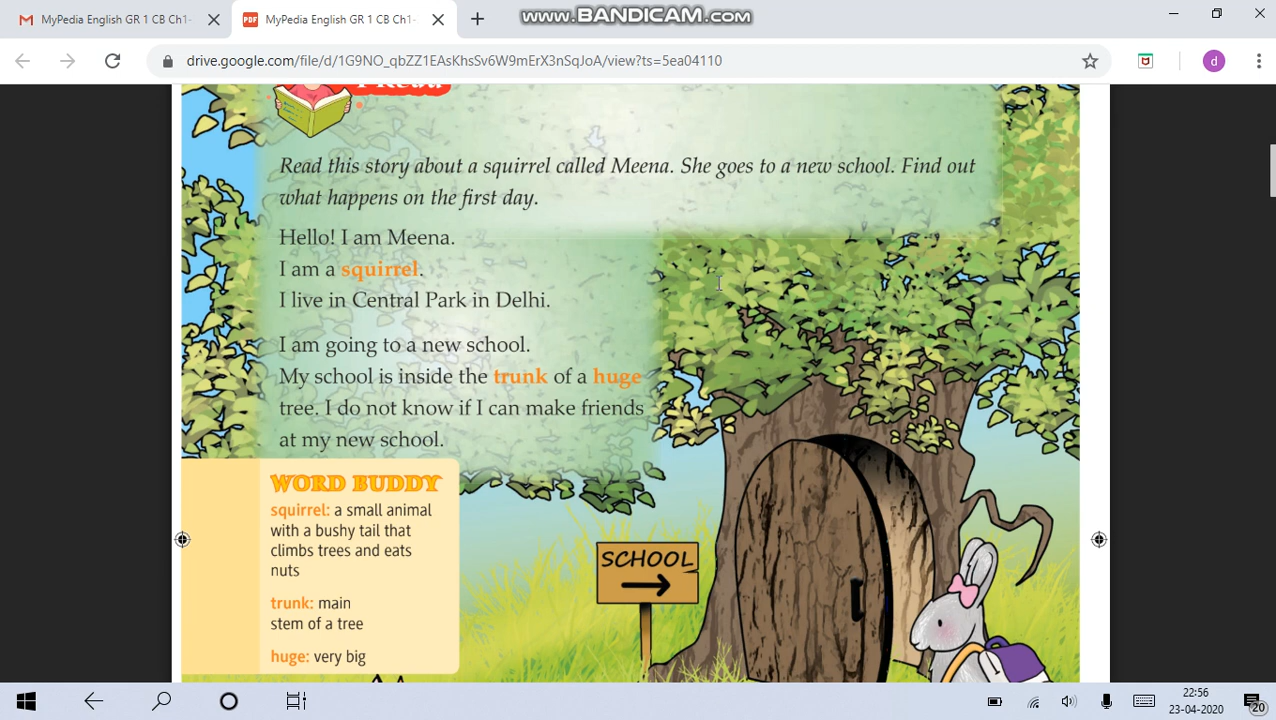 MyPedia English GR 1 CB Ch1-
MyPedia English GR 1 CB Ch1-
www.BANDICAM.com
drive.google.com/file/d/1G9NO_qbZZ1EAsKhsSv6W9mErX3nSqJoA/view?ts=5ea04110
d
I Read
Read this story about a squirrel called Meena. She goes to a new school. Find out
what happens on the first day.
Hello! I am Meena.
I am a squirrel.
I live in Central Park in Delhi.
I am going to a new school.
My school is inside the trunk of a huge
tree. I do not know if I can make friends
at my new school.
WORD BUDDY
squirrel: a small animal
with a bushy tail that
climbs trees and eats
nuts
trunk: main
stem of a tree
huge: very big
SCHOOL
22:56
23-04-2020
20